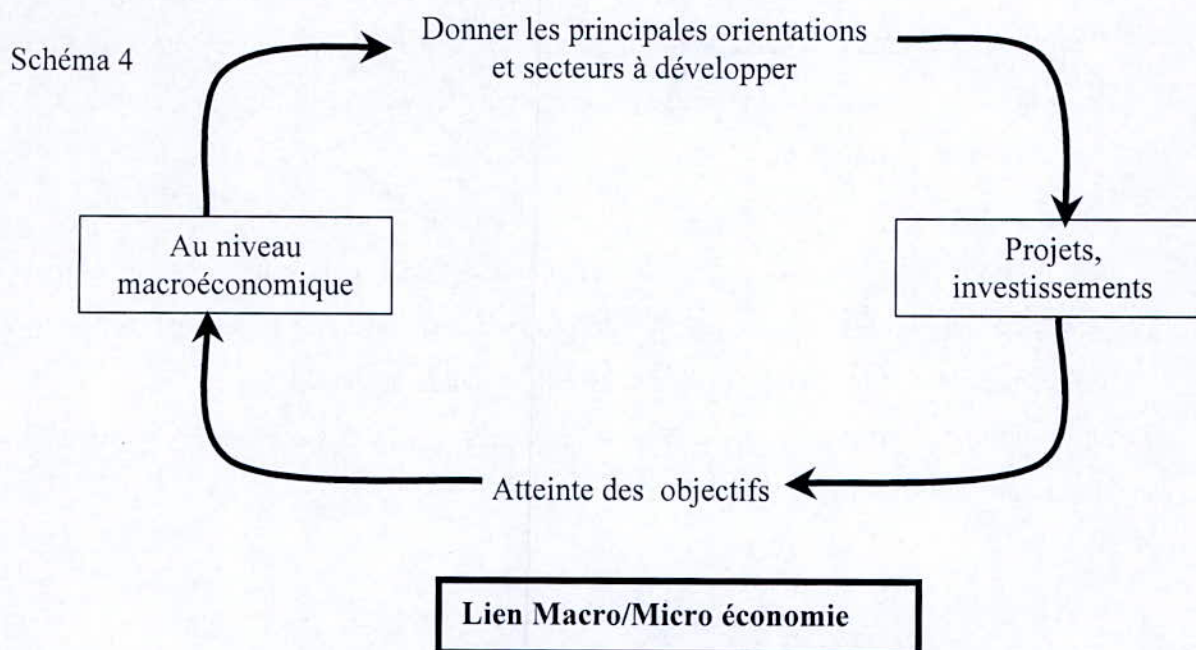 Schéma 4
Donner les principales orientations
et secteurs à développer
Au niveau
macroéconomique
Projets,
investissements
Atteinte des objectifs
Lien Macro/Micro économie